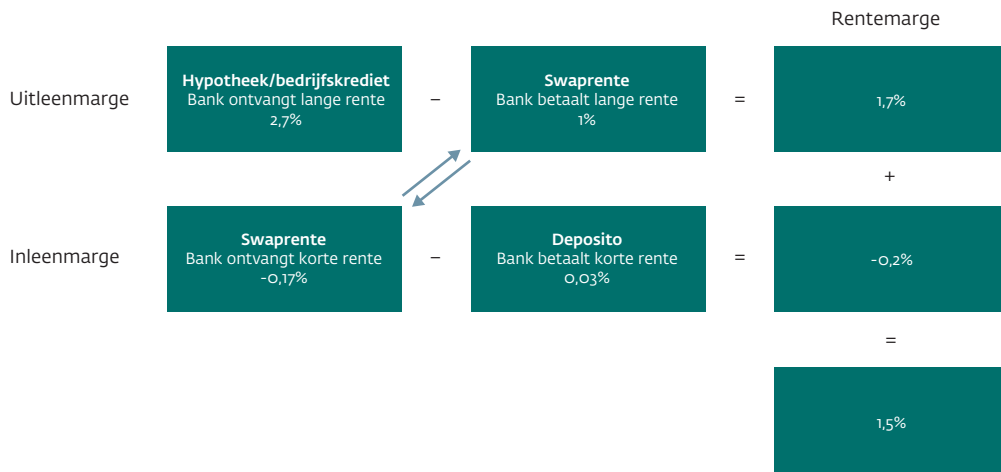 Rentemarge
Uitleenmarge
Hypotheek/bedrijfskrediet
Bank ontvangt lange rente
2,7%
–
Swaprente
Bank betaalt lange rente
1%
=
1,7%
+
Inleenmarge
Swaprente
Bank ontvangt korte rente
-0,17%
–
Deposito
Bank betaalt korte rente
0,03%
=
-0,2%
=
1,5%